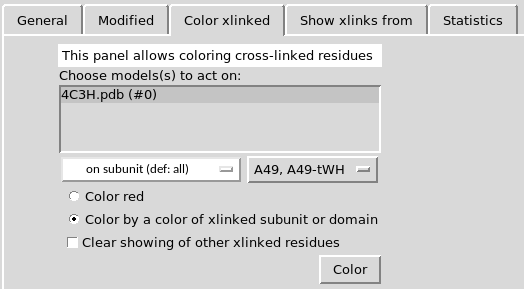 General Modified Color xlinked Show xlinks from Statistics
This panel allows coloring cross-linked residues
Choose models(s) to act on:
4C3H.pdb (#0)
on subunit (def: all) A49, A49-tWH
Color red
Color by a color of xlinked subunit or domain
Clear showing of other xlinked residues
Color